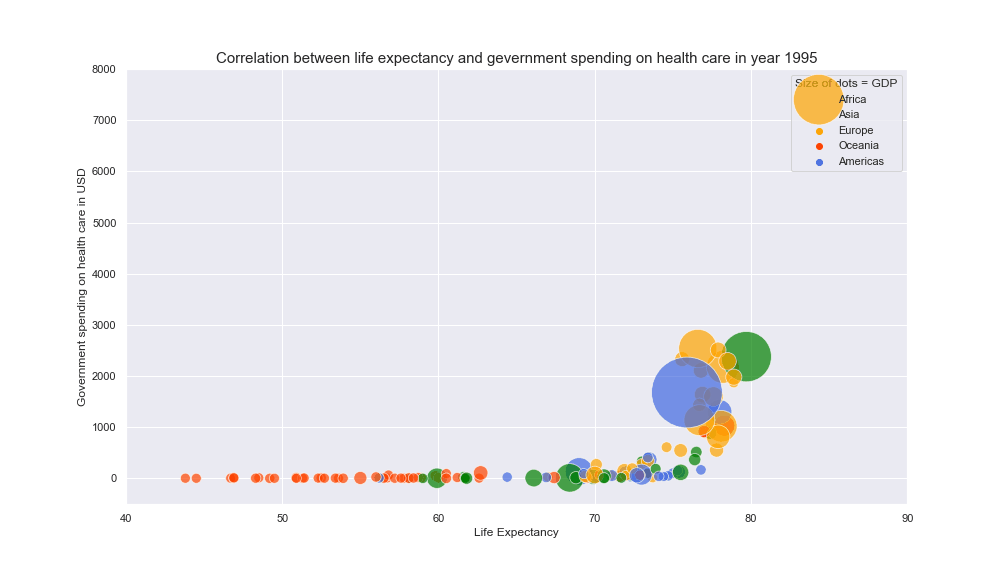 Correlation between life expectancy and gevernment spending on health care in year 1995
Size of dots = GDP
Africa
Asia
Europe
Oceania
Americas
Government spending on health care in USD
8000
7000
6000
5000
4000
3000
2000
1000
0
40 50 60 70 80 90
Life Expectancy